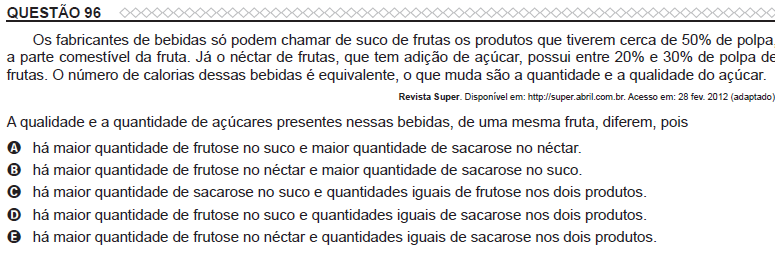 QUESTÃO 96
Os fabricantes de bebidas só podem chamar de suco de frutas os produtos que tiverem cerca de 50% de polpa,
a parte comestível da fruta. Já o néctar de frutas, que tem adição de açúcar, possui entre 20% e 30% de polpa de
frutas. O número de calorias dessas bebidas é equivalente, o que muda são a quantidade e a qualidade do açúcar.
Revista Super. Disponível em: http://super.abril.com.br. Acesso em: 28 fev. 2012 (adaptado)
A qualidade e a quantidade de açúcares presentes nessas bebidas, de uma mesma fruta, diferem, pois
A há maior quantidade de frutose no suco e maior quantidade de sacarose no néctar.
B há maior quantidade de frutose no néctar e maior quantidade de sacarose no suco.
C há maior quantidade de sacarose no suco e quantidades iguais de frutose nos dois produtos.
D há maior quantidade de frutose no suco e quantidades iguais de sacarose nos dois produtos.
E há maior quantidade de frutose no néctar e quantidades iguais de sacarose nos dois produtos.